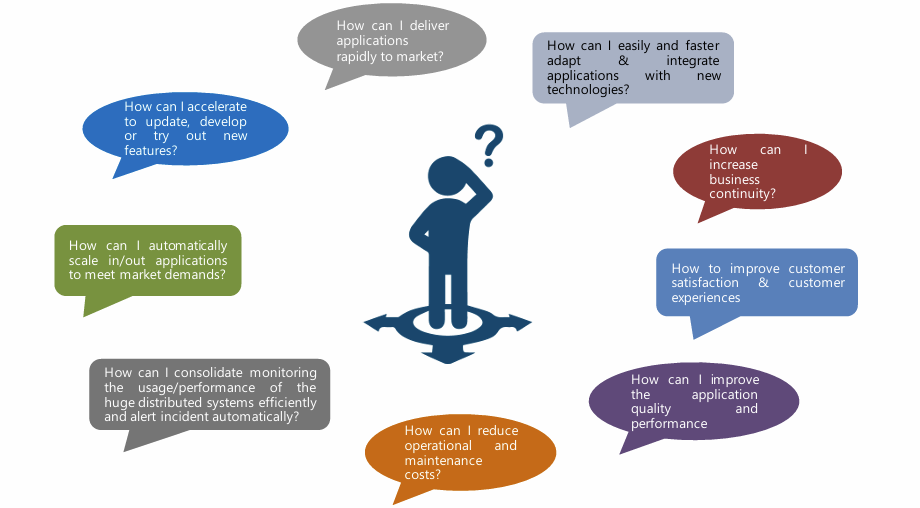 How can I deliver
applications
rapidly to market?
How can I easily and faster
adapt & integrate
applications with new
technologies?
How can I accelerate
to update, develop
or try out new
features?
How can I
increase
business
continuity?
How can I automatically
scale in/out applications
to meet market demands?
How to improve customer
satisfaction & customer
experiences
How can I consolidate monitoring
the usage/performance of the
huge distributed systems efficiently
and alert incident automatically?
How can I improve
the application
quality and
performance
How can I reduce
operational and
maintenance
costs?
?